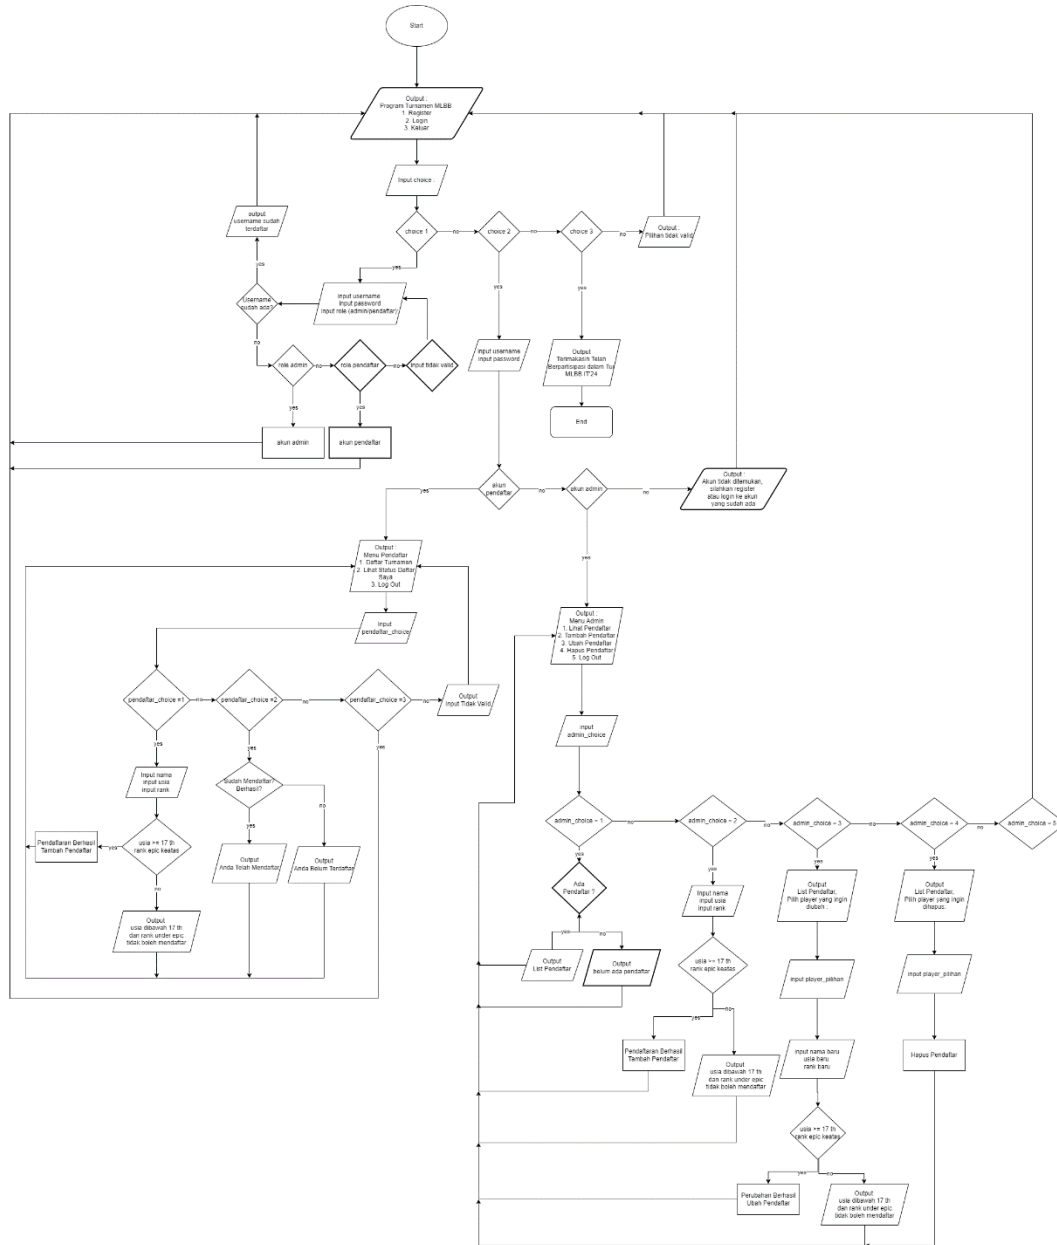 Start
Output :
Program Turnamen MLBB
1. Register
2. Login
3. Keluar
Input choice :
choice 1
no
choice 2
no
choice 3
no
Output :
Pilihan tidak valid
output
username sudah
terdaftar
yes
Username
sudah ada?
yes
input username
Input password
input role (admin/pendaftar)
no
role admin
no
role pendaftar
no
Input tidak valid
yes
yes
akun admin
akun pendaftar
yes
Input username
input password
yes
Output
Terimakasih Telah
Berpartisipasi dalam Tur
MLBB IT'24
End
yes
akun
pendaftar
no
akun admin
no
Output :
Akun tidak ditemukan,
silahkan register
atau login ke akun
yang sudah ada
yes
Output :
Menu Pendaftar
1. Daftar Turnamen
2. Lihat Status Daftar
Saya
3. Log Out
Input
pendaftar_choice
pendaftar_choice =1
no
pendaftar_choice =2
no
pendaftar_choice =3
no
Output
Input Tidak Valid
yes
yes
yes
Input nama
input usia
input rank
Sudah Mendaftar?
Berhasil?
no
yes
Pendaftaran Berhasil
Tambah Pendaftar
yes
usia >= 17 th
rank epic keatas
Output
Anda Telah Mendaftar
Output
Anda Belum Terdaftar
no
Output
usia dibawah 17 th
dan rank under epic
tidak boleh mendaftar
Output :
Menu Admin
1. Lihat Pendaftar
2. Tambah Pendaftar
3. Ubah Pendaftar
4. Hapus Pendaftar
5. Log Out
input
admin_choice
admin_choice = 1
no
admin_choice = 2
no
admin_choice = 3
no
admin_choice = 4
no
admin_choice = 5
yes
yes
yes
yes
Ada
Pendaftar ?
yes
no
Output
List Pendaftar
Output
belum ada pendaftar
Input nama
input usia
input rank
usia >= 17 th
rank epic keatas
yes
no
Pendaftaran Berhasil
Tambah Pendaftar
Output
usia dibawah 17 th
dan rank under epic
tidak boleh mendaftar
Output
List Pendaftar,
Pilih player yang ingin
diubah :
input player_pilihan
input nama baru
usia baru
rank baru
usia >= 17 th
rank epic keatas
yes
no
Perubahan Berhasil
Ubah Pendaftar
Output
usia dibawah 17 th
dan rank under epic
tidak boleh mendaftar
Output
List Pendaftar,
Pilih player yang ingin
dihapus.
input player_pilihan
Hapus Pendaftar